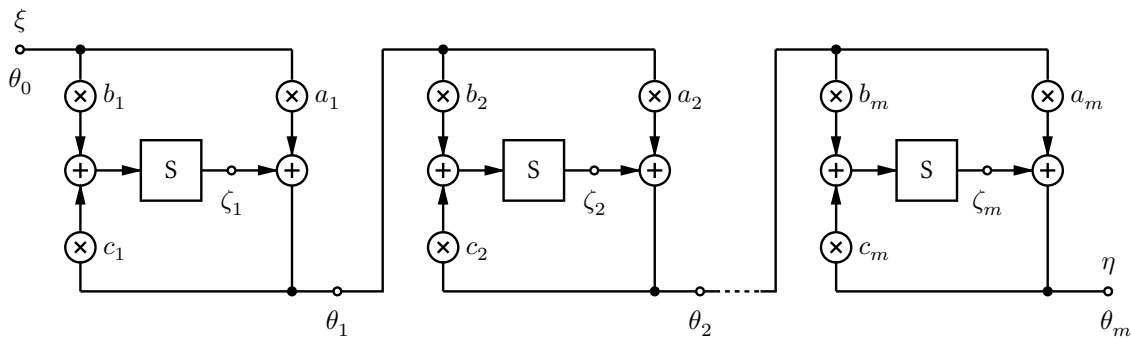 ξ
θ₀
b₁ a₁ b₂ a₂ bₘ aₘ
S S S
ζ₁ ζ₂ ζₘ
c₁ c₂ cₘ η
θ₁ θ₂ θₘ